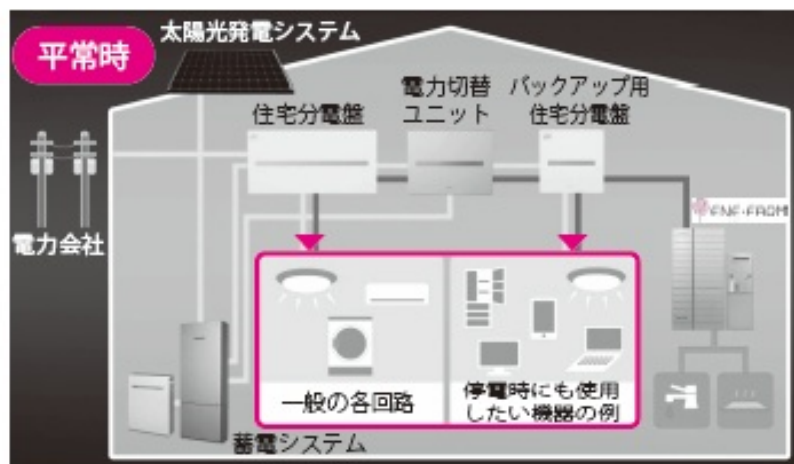 平常時
太陽光発電システム
住宅分電盤
電力切替
ユニット
バックアップ用
住宅分電盤
電力会社
ENE・FARM
一般の各回路
停電時にも使用
したい機器の例
蓄電システム